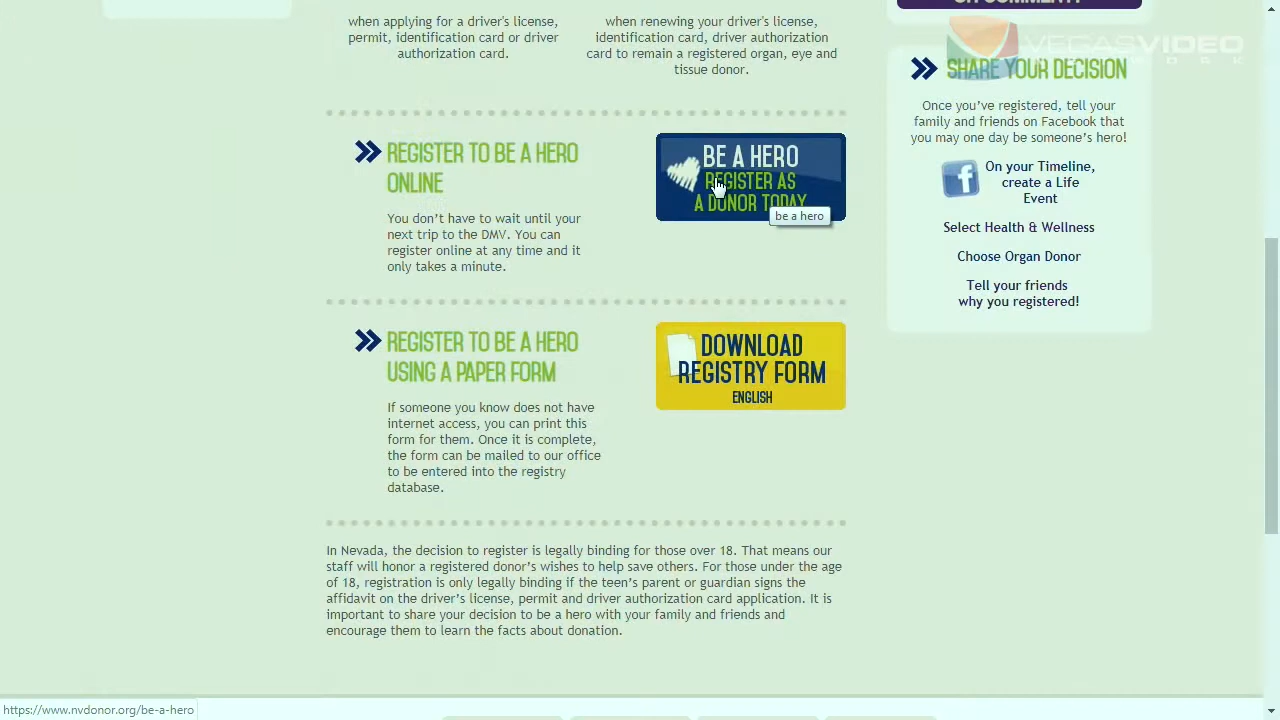 when applying for a driver's license,
permit, identification card or driver
authorization card.
when renewing your driver's license,
identification card, driver authorization
card to remain a registered organ, eye and
tissue donor.
REGISTER TO BE A HERO
ONLINE
You don't have to wait until your
next trip to the DMV. You can
register online at any time and it
only takes a minute.
BE A HERO
REGISTER AS
A DONOR TODAY
be a hero
REGISTER TO BE A HERO
USING A PAPER FORM
If someone you know does not have
internet access, you can print this
form for them. Once it is complete,
the form can be mailed to our office
to be entered into the registry
database.
DOWNLOAD
REGISTRY FORM
ENGLISH
In Nevada, the decision to register is legally binding for those over 18. That means our
staff will honor a registered donor's wishes to help save others. For those under the age
of 18, registration is only legally binding if the teen's parent or guardian signs the
affidavit on the driver's license, permit and driver authorization card application. It is
important to share your decision to be a hero with your family and friends and
encourage them to learn the facts about donation.
VEGASVIDEO
NETWORK
SHARE YOUR DECISION
Once you've registered, tell your
family and friends on Facebook that
you may one day be someone's hero!
On your Timeline,
create a Life
Event
Select Health & Wellness
Choose Organ Donor
Tell your friends
why you registered!
https://www.nvdonor.org/be-a-hero